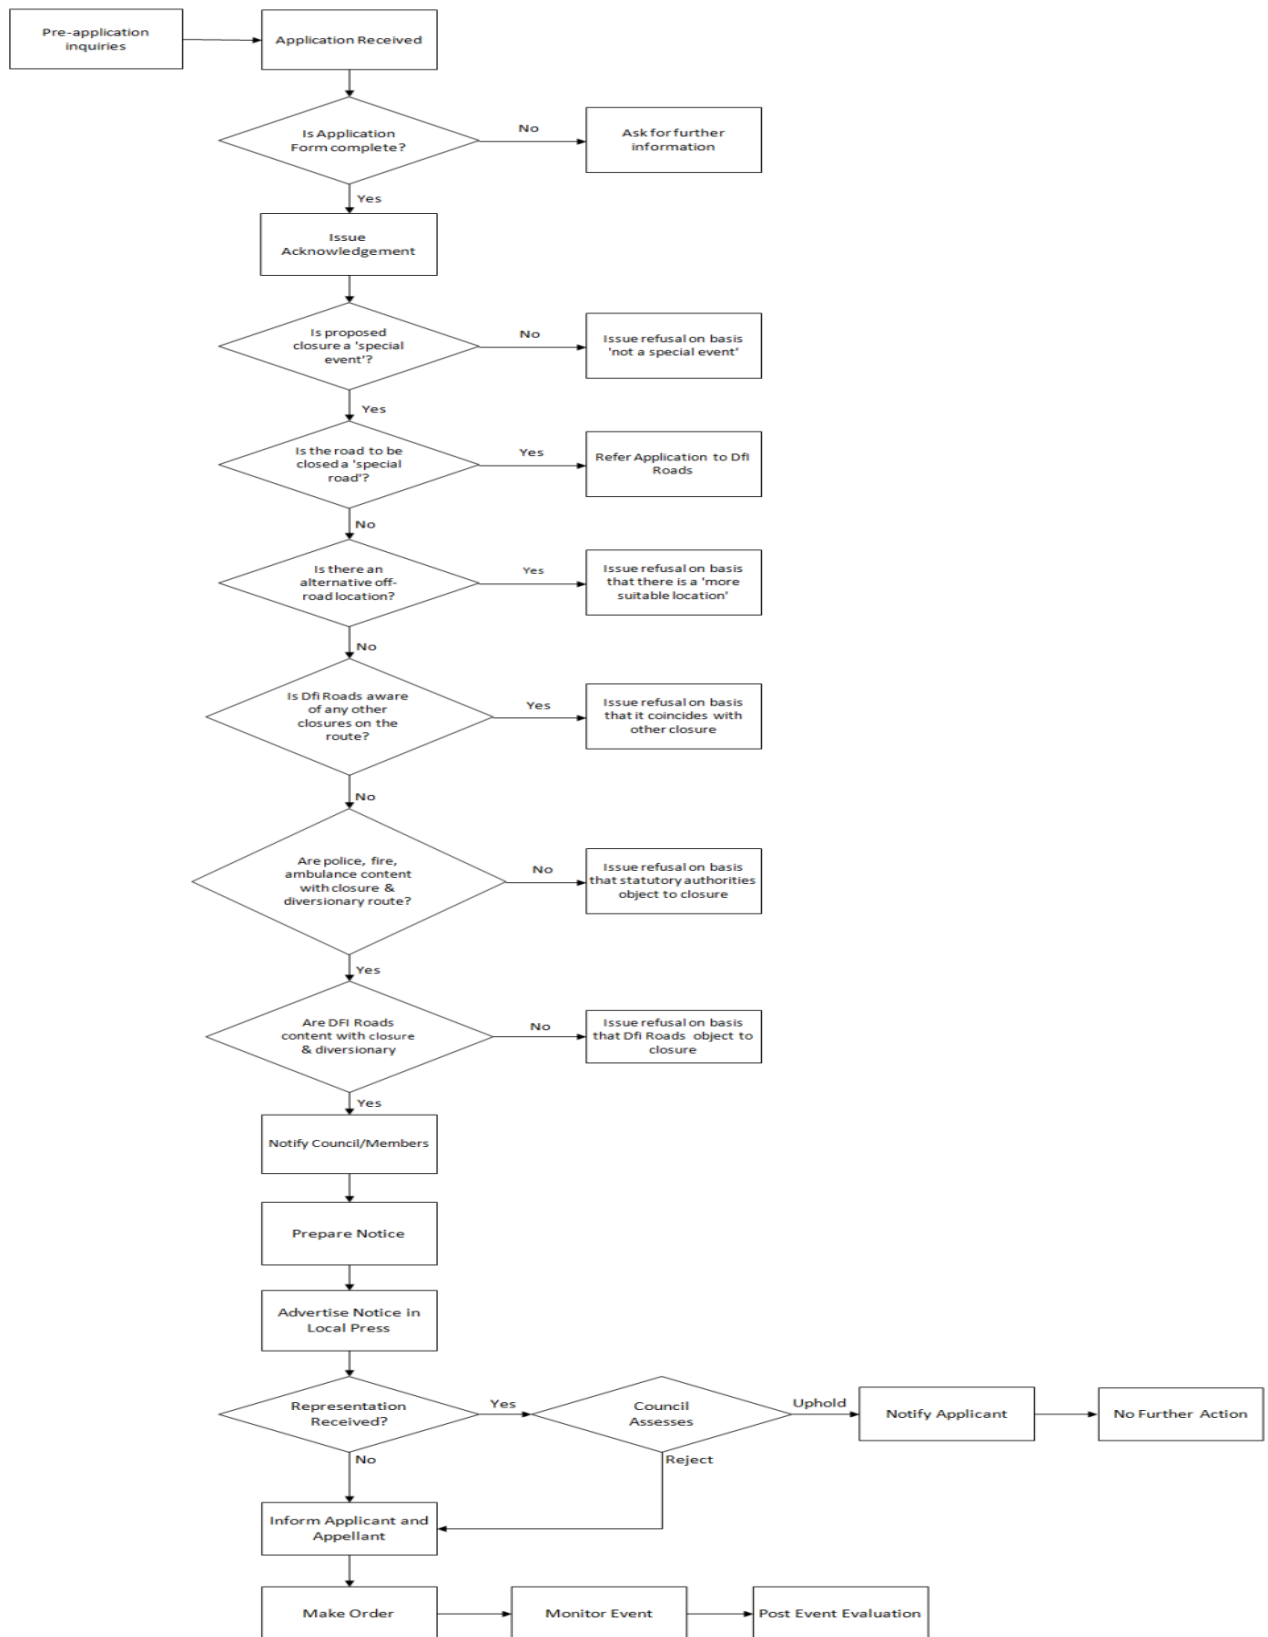 Pre-application
inquiries
Application Received
Is Application
Form complete?
No
Ask for further
information
Yes
Issue
Acknowledgement
Is proposed
closure a 'special
event'?
No
Issue refusal on basis
'not a special event'
Yes
Is the road to be
closed a 'special
road'?
Yes
Refer Application to DfI
Roads
No
Is there an
alternative off-
road location?
Yes
Issue refusal on basis
that there is a 'more
suitable location'
No
Is Dfi Roads aware
of any other
closures on the
route?
Yes
Issue refusal on basis
that it coincides with
other closure
No
Are police, fire,
ambulance content
with closure &
diversionary route?
No
Issue refusal on basis
that statutory authorities
object to closure
Yes
Are DFI Roads
content with closure
& diversionary
No
Issue refusal on basis
that Dfi Roads object to
closure
Yes
Notify Council/Members
Prepare Notice
Advertise Notice in
Local Press
Representation
Received?
Yes
Council
Assesses
Uphold
Notify Applicant
No Further Action
No
Reject
Inform Applicant and
Appellant
Make Order
Monitor Event
Post Event Evaluation